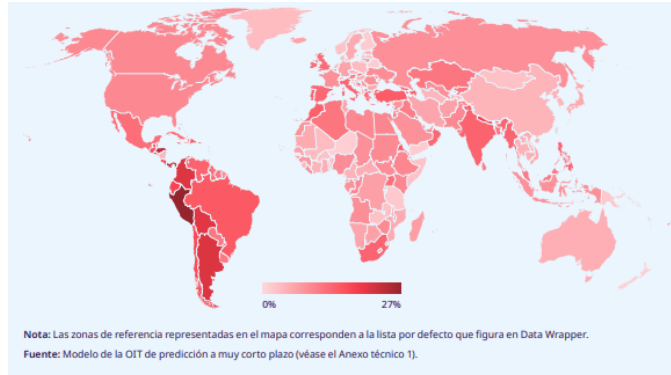 0%
27%
Nota: Las zonas de referencia representadas en el mapa corresponden a la lista por defecto que figura en Data Wrapper.
Fuente: Modelo de la OIT de predicción a muy corto plazo (véase el Anexo técnico 1).